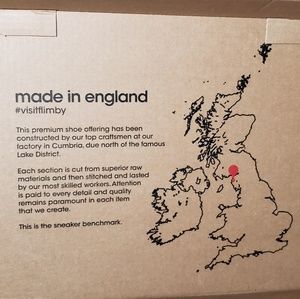 made in england
#visitflimby
This premium shoe offering has been
constructed by our top craftsmen at our
factory in Cumbria, due north of the famous
Lake District.
Each section is cut from superior raw
materials and then stitched and lasted
by our most skilled workers. Attention
is paid to every detail and quality
remains paramount in each item
that we create.
This is the sneaker benchmark.